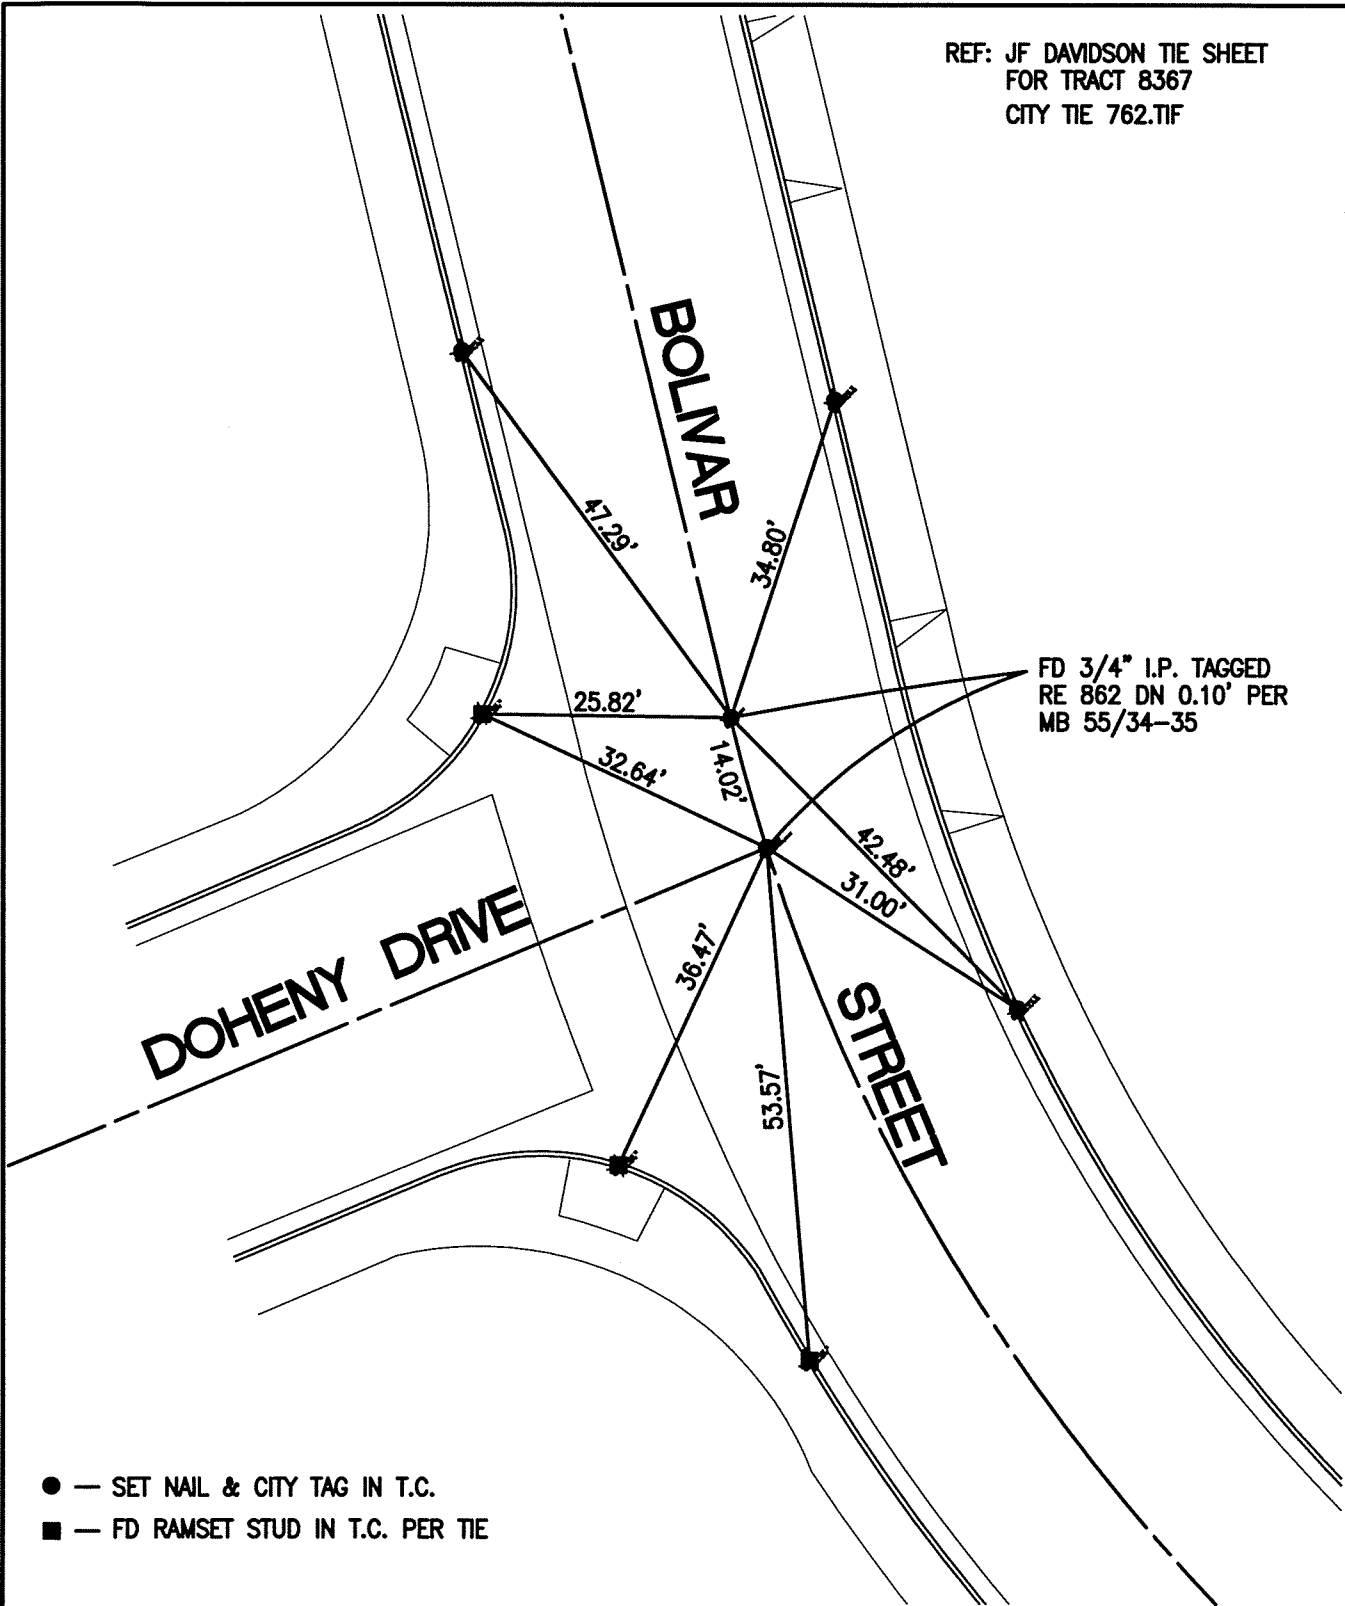 REF: JF DAVIDSON TIE SHEET
FOR TRACT 8367
CITY TIE 762.TIF
BOLIVAR
47.29'
34.80'
FD 3/4" I.P. TAGGED
RE 862 DN 0.10' PER
MB 55/34-35
25.82'
32.64'
14.02'
42.48'
31.00'
DOHENY DRIVE
36.47'
STREET
53.57'
● — SET NAIL & CITY TAG IN T.C.
■ — FD RAMSET STUD IN T.C. PER TIE